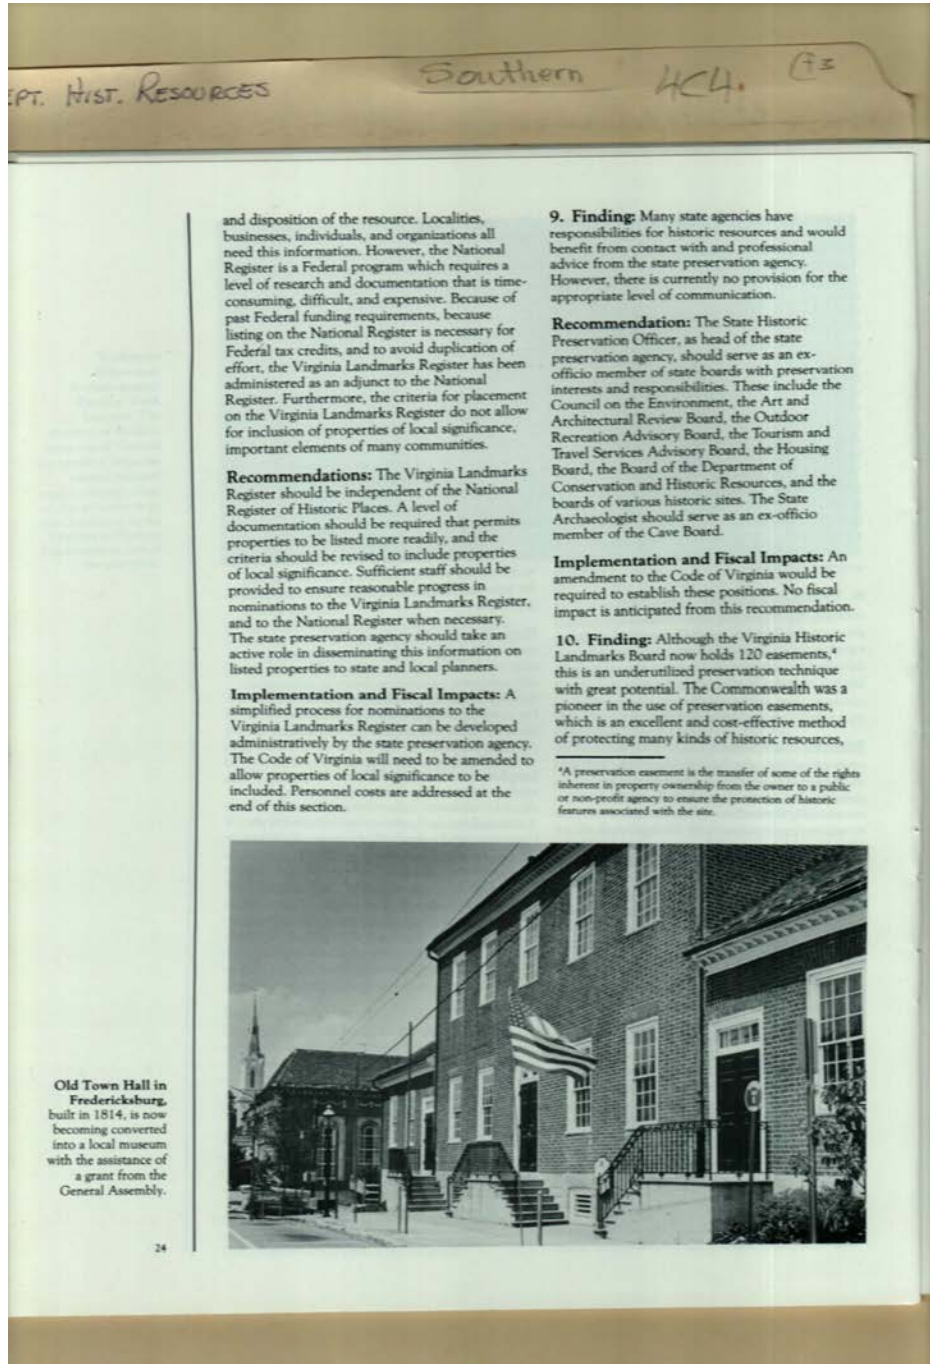 EPT. HIST. RESOURCES
Southern
4C4.
and disposition of the resource. Localities,
businesses, individuals, and organizations all
need this information. However, the National
Register is a Federal program which requires a
level of research and documentation that is time-
consuming, difficult, and expensive. Because of
past Federal funding requirements, because
listing on the National Register is necessary for
Federal tax credits, and to avoid duplication of
effort, the Virginia Landmarks Register has been
administered as an adjunct to the National
Register. Furthermore, the criteria for placement
on the Virginia Landmarks Register do not allow
for inclusion of properties of local significance,
important elements of many communities.
Recommendations: The Virginia Landmarks
Register should be independent of the National
Register of Historic Places. A level of
documentation should be required that permits
properties to be listed more readily, and the
criteria should be revised to include properties
of local significance. Sufficient staff should be
provided to ensure reasonable progress in
nominations to the Virginia Landmarks Register,
and to the National Register when necessary.
The state preservation agency should take an
active role in disseminating this information on
listed properties to state and local planners.
Implementation and Fiscal Impacts: A
simplified process for nominations to the
Virginia Landmarks Register can be developed
administratively by the state preservation agency.
The Code of Virginia will need to be amended to
allow properties of local significance to be
included. Personnel costs are addressed at the
end of this section.
9. Finding: Many state agencies have
responsibilities for historic resources and would
benefit from contact with and professional
advice from the state preservation agency.
However, there is currently no provision for the
appropriate level of communication.
Recommendation: The State Historic
Preservation Officer, as head of the state
preservation agency, should serve as an ex-
officio member of state boards with preservation
interests and responsibilities. These include the
Council on the Environment, the Art and
Architectural Review Board, the Outdoor
Recreation Advisory Board, the Tourism and
Travel Services Advisory Board, the Housing
Board, the Board of the Department of
Conservation and Historic Resources, and the
boards of various historic sites. The State
Archaeologist should serve as an ex-officio
member of the Cave Board.
Implementation and Fiscal Impacts: An
amendment to the Code of Virginia would be
required to establish these positions. No fiscal
impact is anticipated from this recommendation.
10. Finding: Although the Virginia Historic
Landmarks Board now holds 120 easements,⁴
this is an underutilized preservation technique
with great potential. The Commonwealth was a
pioneer in the use of preservation easements,
which is an excellent and cost-effective method
of protecting many kinds of historic resources,
⁴A preservation easement is the transfer of some of the rights
inherent in property ownership from the owner to a public
or non-profit agency to ensure the protection of historic
features associated with the site.
Old Town Hall in
Fredericksburg,
built in 1814, is now
becoming converted
into a local museum
with the assistance of
a grant from the
General Assembly.
24